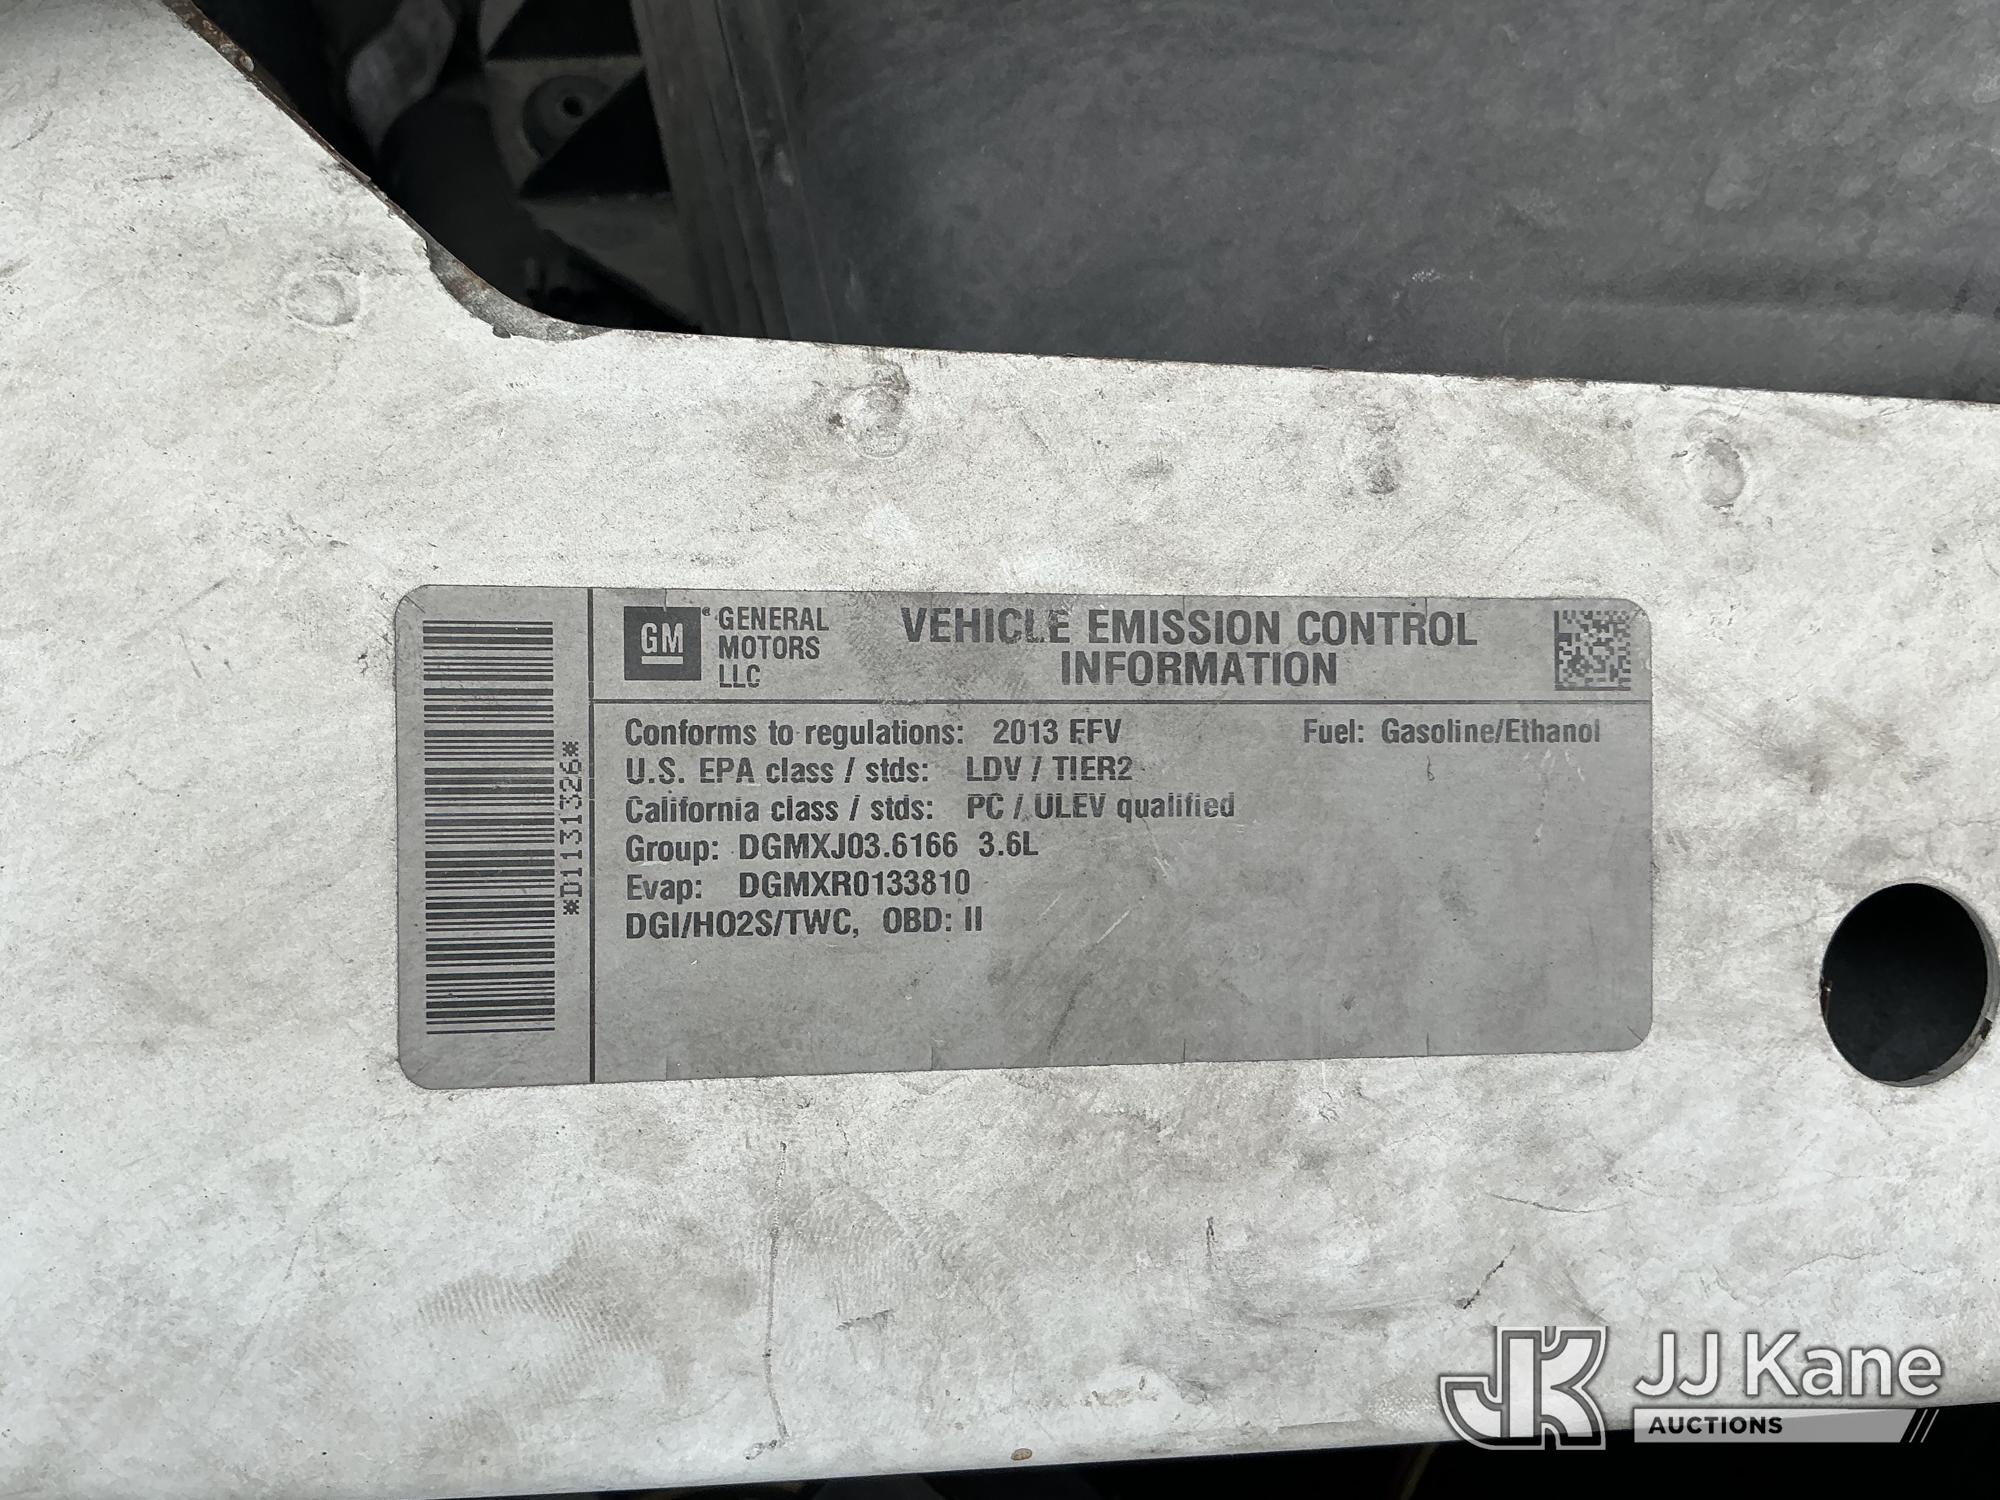 GM
GENERAL
MOTORS
LLC
VEHICLE EMISSION CONTROL
INFORMATION
Conforms to regulations: 2013 FFV Fuel: Gasoline/Ethanol
U.S. EPA class / stds: LDV / TIER2
California class / stds: PC / ULEV qualified
Group: DGMXJ03.6166 3.6L
Evap: DGMXR0133810
DGI/HO2S/TWC, OBD: II
*D1131326*
JK JJ Kane
AUCTIONS